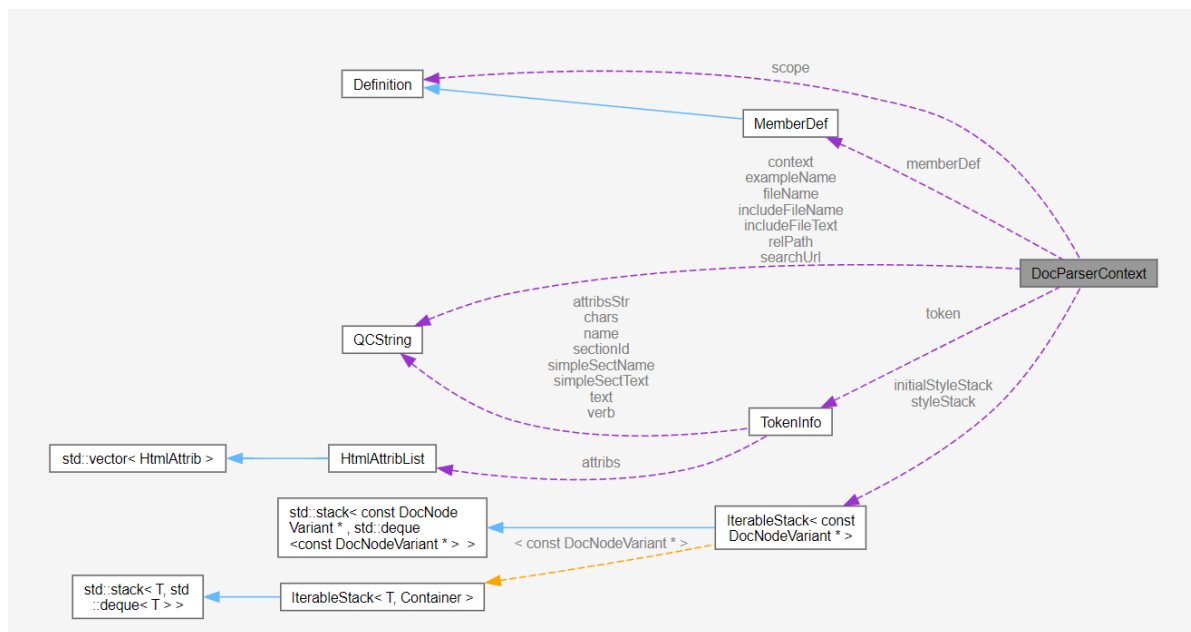 scope
Definition
MemberDef
memberDef
context
exampleName
fileName
includeFileName
includeFileText
relPath
searchUrl
DocParserContext
attribsStr
chars
name
sectionId
simpleSectName
simpleSectText
text
verb
QCString
token
initialStyleStack
styleStack
TokenInfo
std::vector< HtmlAttrib >
HtmlAttribList
attribs
std::stack< const DocNode
Variant * , std::deque
<const DocNodeVariant * > >
< const DocNodeVariant * >
IterableStack< const
DocNodeVariant * >
std::stack< T, std
::deque< T > >
IterableStack< T, Container >